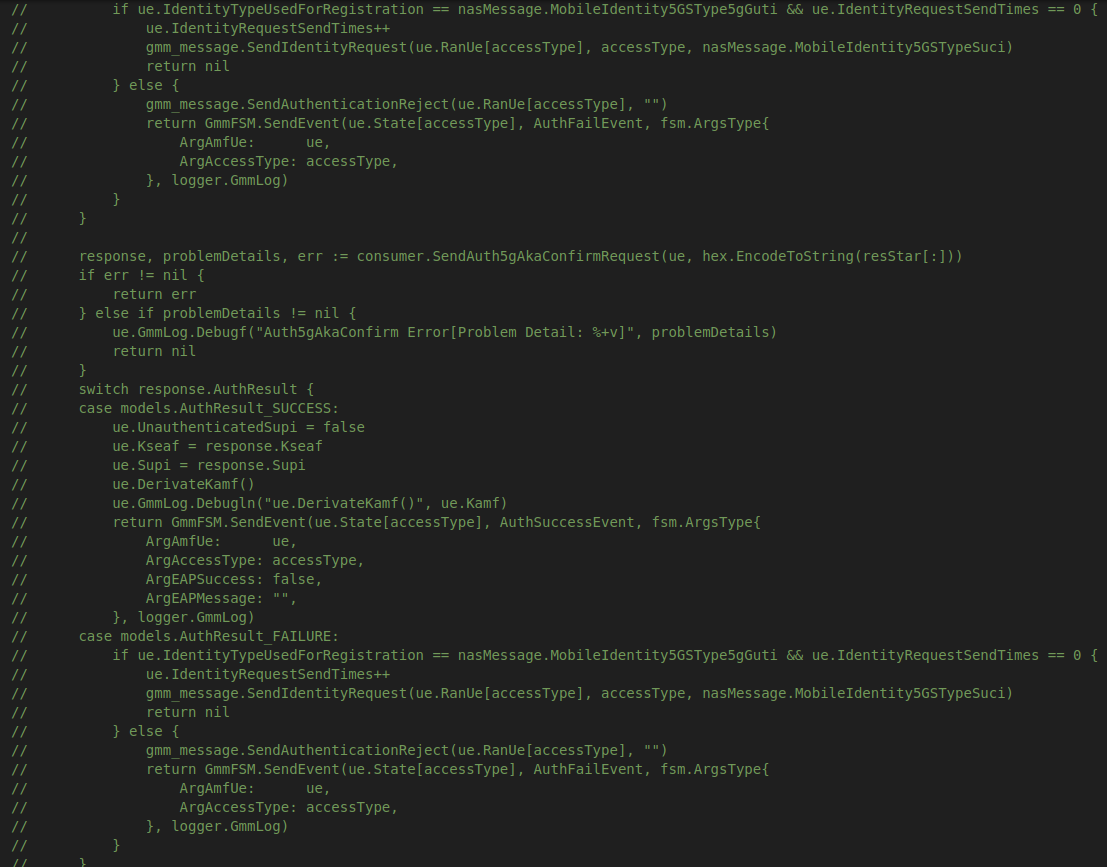 //      if ue.IdentityTypeUsedForRegistration == nasMessage.MobileIdentity5GSType5gGuti && ue.IdentityRequestSendTimes == 0 {
//          ue.IdentityRequestSendTimes++
//          gmm_message.SendIdentityRequest(ue.RanUe[accessType], accessType, nasMessage.MobileIdentity5GSTypeSuci)
//          return nil
//      } else {
//          gmm_message.SendAuthenticationReject(ue.RanUe[accessType], "")
//          return GmmFSM.SendEvent(ue.State[accessType], AuthFailEvent, fsm.ArgsType{
//              ArgAmfUe:      ue,
//              ArgAccessType: accessType,
//          }, logger.GmmLog)
//      }
//  }
//
//  response, problemDetails, err := consumer.SendAuth5gAkaConfirmRequest(ue, hex.EncodeToString(resStar[:]))
//  if err != nil {
//      return err
//  } else if problemDetails != nil {
//      ue.GmmLog.Debugf("Auth5gAkaConfirm Error[Problem Detail: %+v]", problemDetails)
//      return nil
//  }
//  switch response.AuthResult {
//  case models.AuthResult_SUCCESS:
//      ue.UnauthenticatedSupi = false
//      ue.Kseaf = response.Kseaf
//      ue.Supi = response.Supi
//      ue.DerivateKamf()
//      ue.GmmLog.Debugln("ue.DerivateKamf()", ue.Kamf)
//      return GmmFSM.SendEvent(ue.State[accessType], AuthSuccessEvent, fsm.ArgsType{
//          ArgAmfUe:      ue,
//          ArgAccessType: accessType,
//          ArgEAPSuccess: false,
//          ArgEAPMessage: "",
//      }, logger.GmmLog)
//  case models.AuthResult_FAILURE:
//      if ue.IdentityTypeUsedForRegistration == nasMessage.MobileIdentity5GSType5gGuti && ue.IdentityRequestSendTimes == 0 {
//          ue.IdentityRequestSendTimes++
//          gmm_message.SendIdentityRequest(ue.RanUe[accessType], accessType, nasMessage.MobileIdentity5GSTypeSuci)
//          return nil
//      } else {
//          gmm_message.SendAuthenticationReject(ue.RanUe[accessType], "")
//          return GmmFSM.SendEvent(ue.State[accessType], AuthFailEvent, fsm.ArgsType{
//              ArgAmfUe:      ue,
//              ArgAccessType: accessType,
//          }, logger.GmmLog)
//      }
//  }